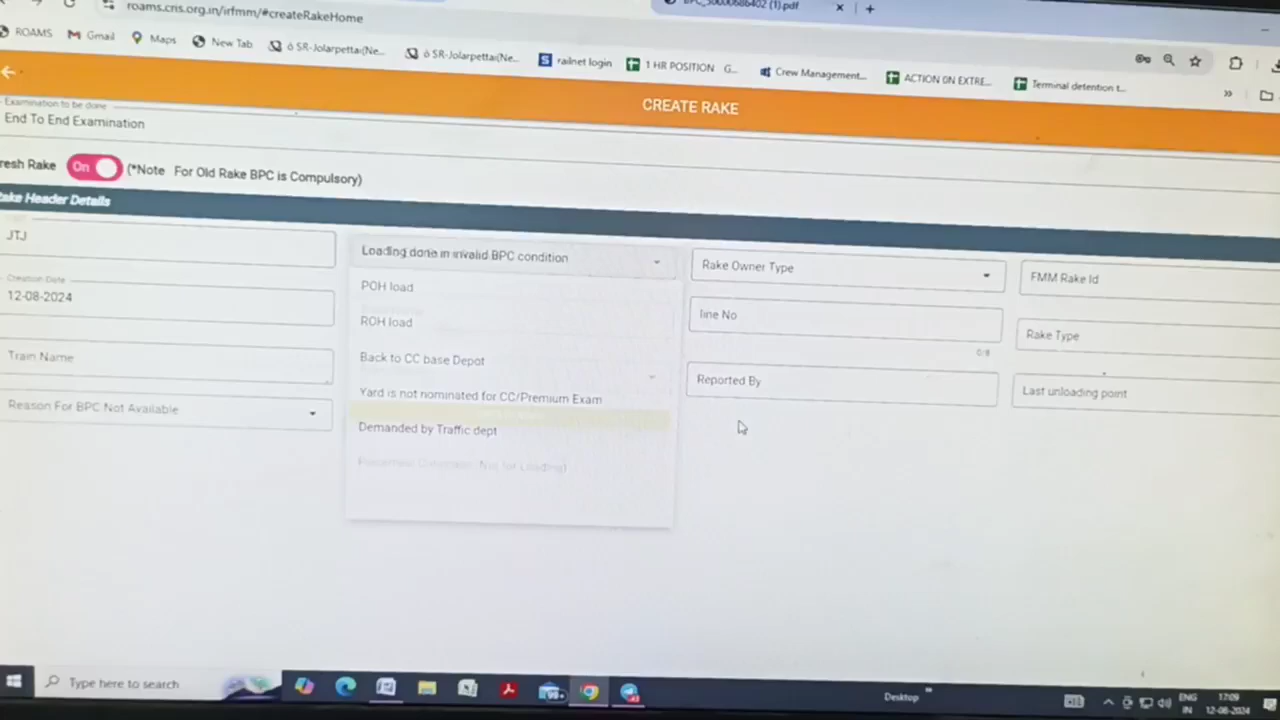 roams.cris.org.in/irfmm/#createRakeHome
(1).pdf
ROAMS
Gmail
Maps
New Tab
ò SR-Jolarpettai(Ne...
ò SR-Jolarpettai(Ne...
railnet login
1 HR POSITION G...
Crew Management...
ACTION 0N EXTRE...
Terminal detention t...
CREATE RAKE
Examination to be done
End To End Examination
resh Rake
On
(*Note For Old Rake BPC is Compulsory)
Rake Header Details
JTJ
Loading done in invalid BPC condition
Rake Owner Type
FMM Rake Id
Creation Date
12-08-2024
POH load
line No
ROH load
Rake Type
0/8
Train Name
Back to CC base Depot
Reported By
Last unloading point
Yard is not nominated for CC/Premium Exam
Reason For BPC Not Available
Demanded by Traffic dept
Type here to search
Desktop
ENG
IN
17:09
12-08-2024